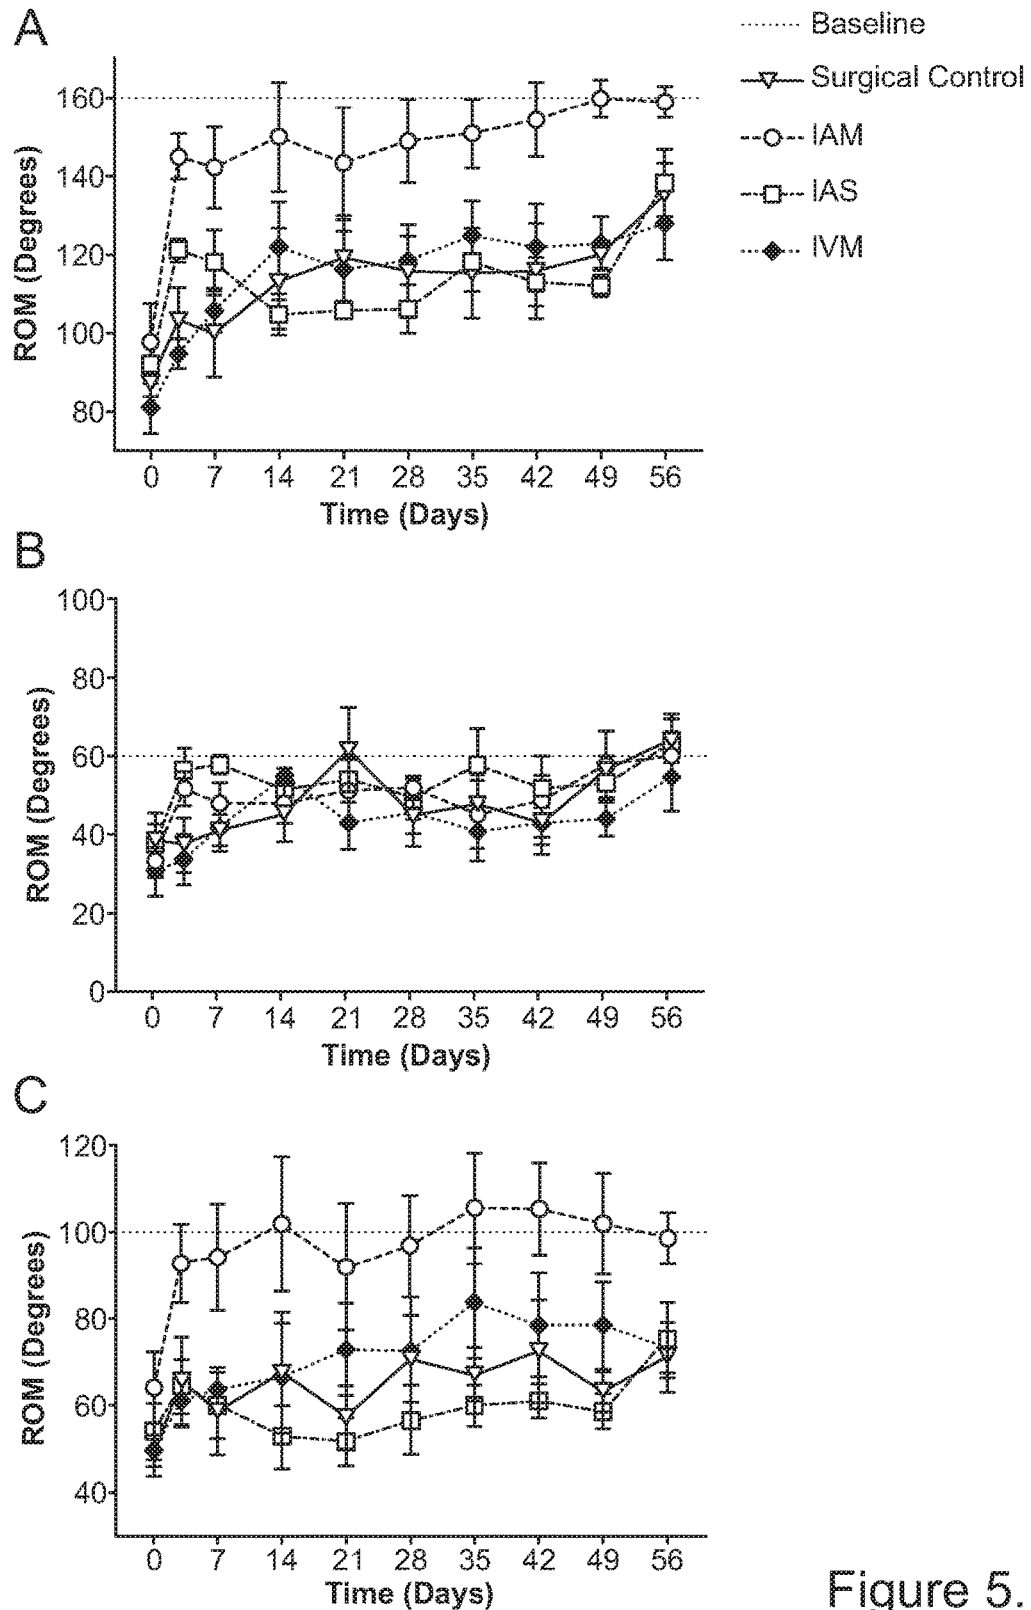 A
Baseline
Surgical Control
IAM
IAS
IVM
ROM (Degrees)
160
140
120
100
80
0 7 14 21 28 35 42 49 56
Time (Days)
B
ROM (Degrees)
100
80
60
40
20
0
0 7 14 21 28 35 42 49 56
Time (Days)
C
ROM (Degrees)
120
100
80
60
40
0 7 14 21 28 35 42 49 56
Time (Days)
Figure 5.